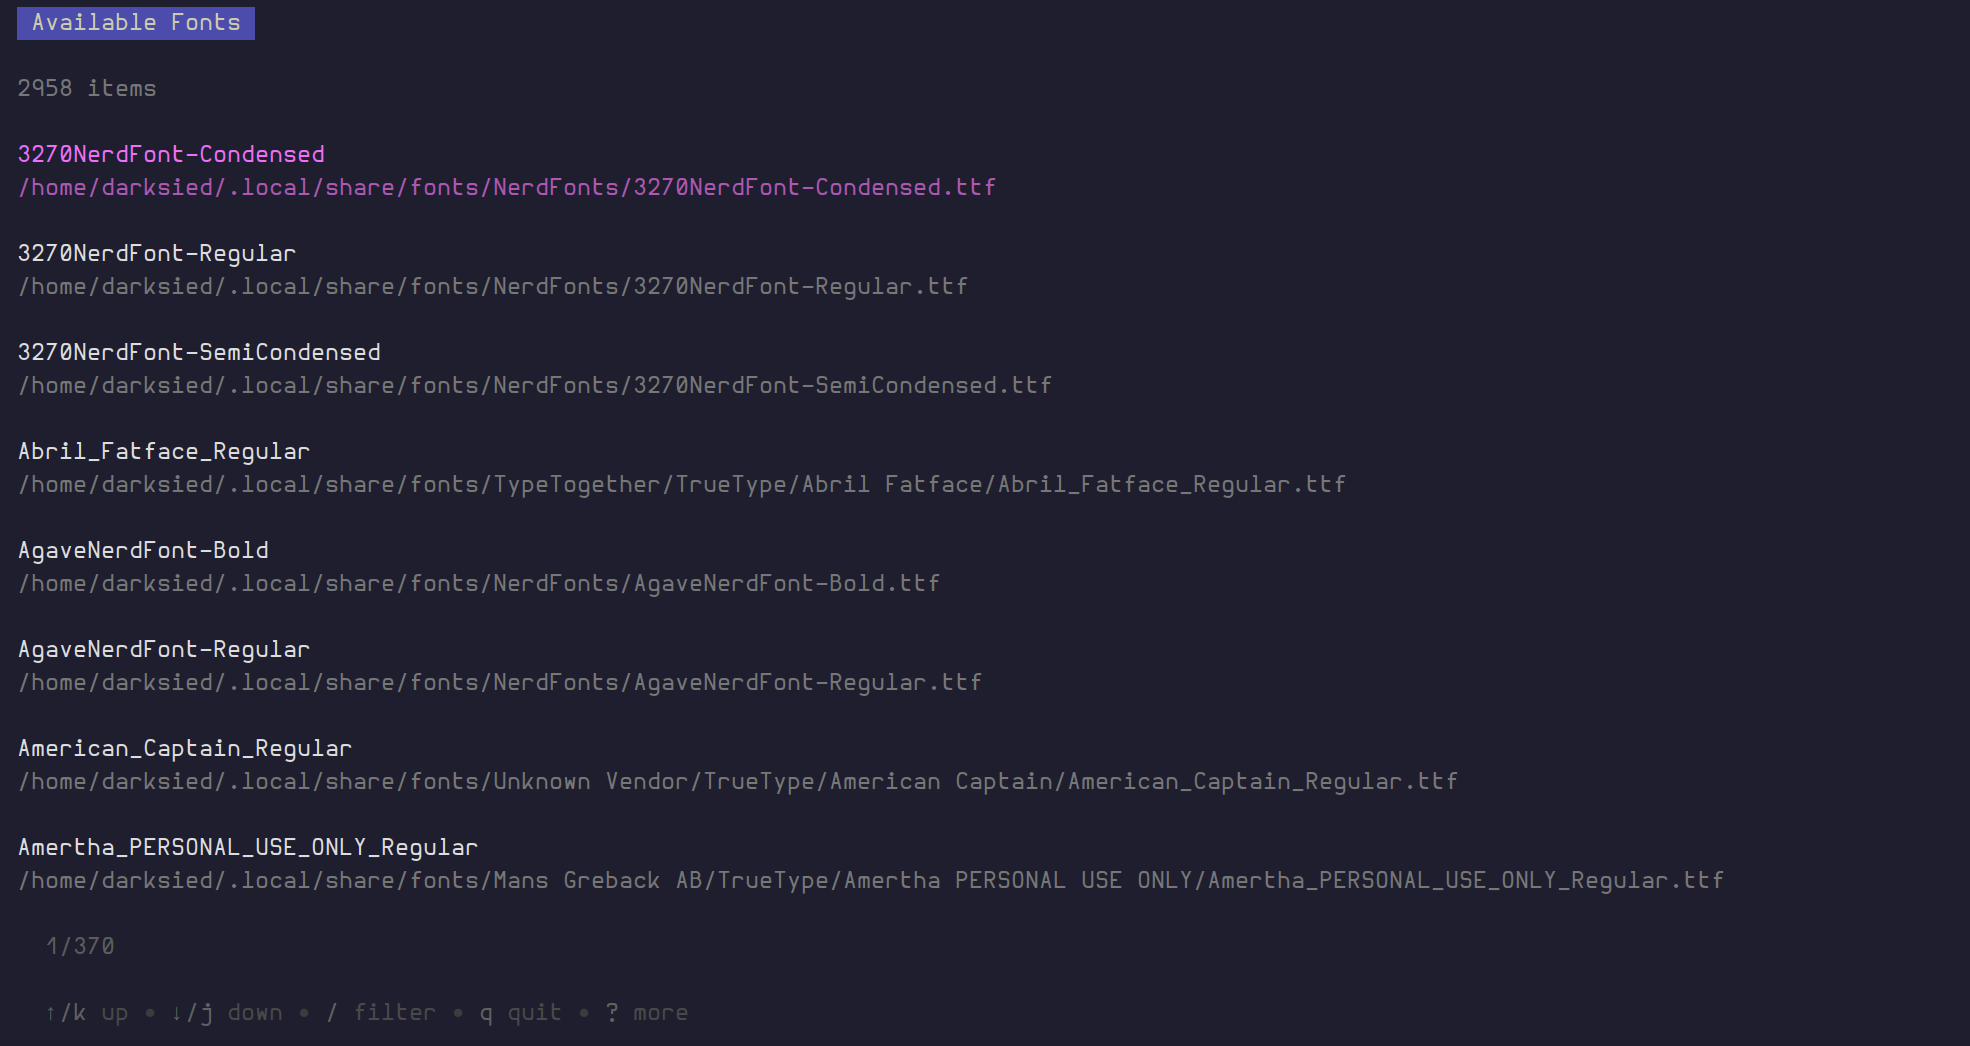 Available Fonts
2958 items
3270NerdFont-Condensed
/home/darksied/.local/share/fonts/NerdFonts/3270NerdFont-Condensed.ttf
3270NerdFont-Regular
/home/darksied/.local/share/fonts/NerdFonts/3270NerdFont-Regular.ttf
3270NerdFont-SemiCondensed
/home/darksied/.local/share/fonts/NerdFonts/3270NerdFont-SemiCondensed.ttf
Abril_Fatface_Regular
/home/darksied/.local/share/fonts/TypeTogether/TrueType/Abril Fatface/Abril_Fatface_Regular.ttf
AgaveNerdFont-Bold
/home/darksied/.local/share/fonts/NerdFonts/AgaveNerdFont-Bold.ttf
AgaveNerdFont-Regular
/home/darksied/.local/share/fonts/NerdFonts/AgaveNerdFont-Regular.ttf
American_Captain_Regular
/home/darksied/.local/share/fonts/Unknown Vendor/TrueType/American Captain/American_Captain_Regular.ttf
Amertha_PERSONAL_USE_ONLY_Regular
/home/darksied/.local/share/fonts/Mans Greback AB/TrueType/Amertha PERSONAL USE ONLY/Amertha_PERSONAL_USE_ONLY_Regular.ttf
1/370
↑/k up • ↓/j down • / filter • q quit • ? more